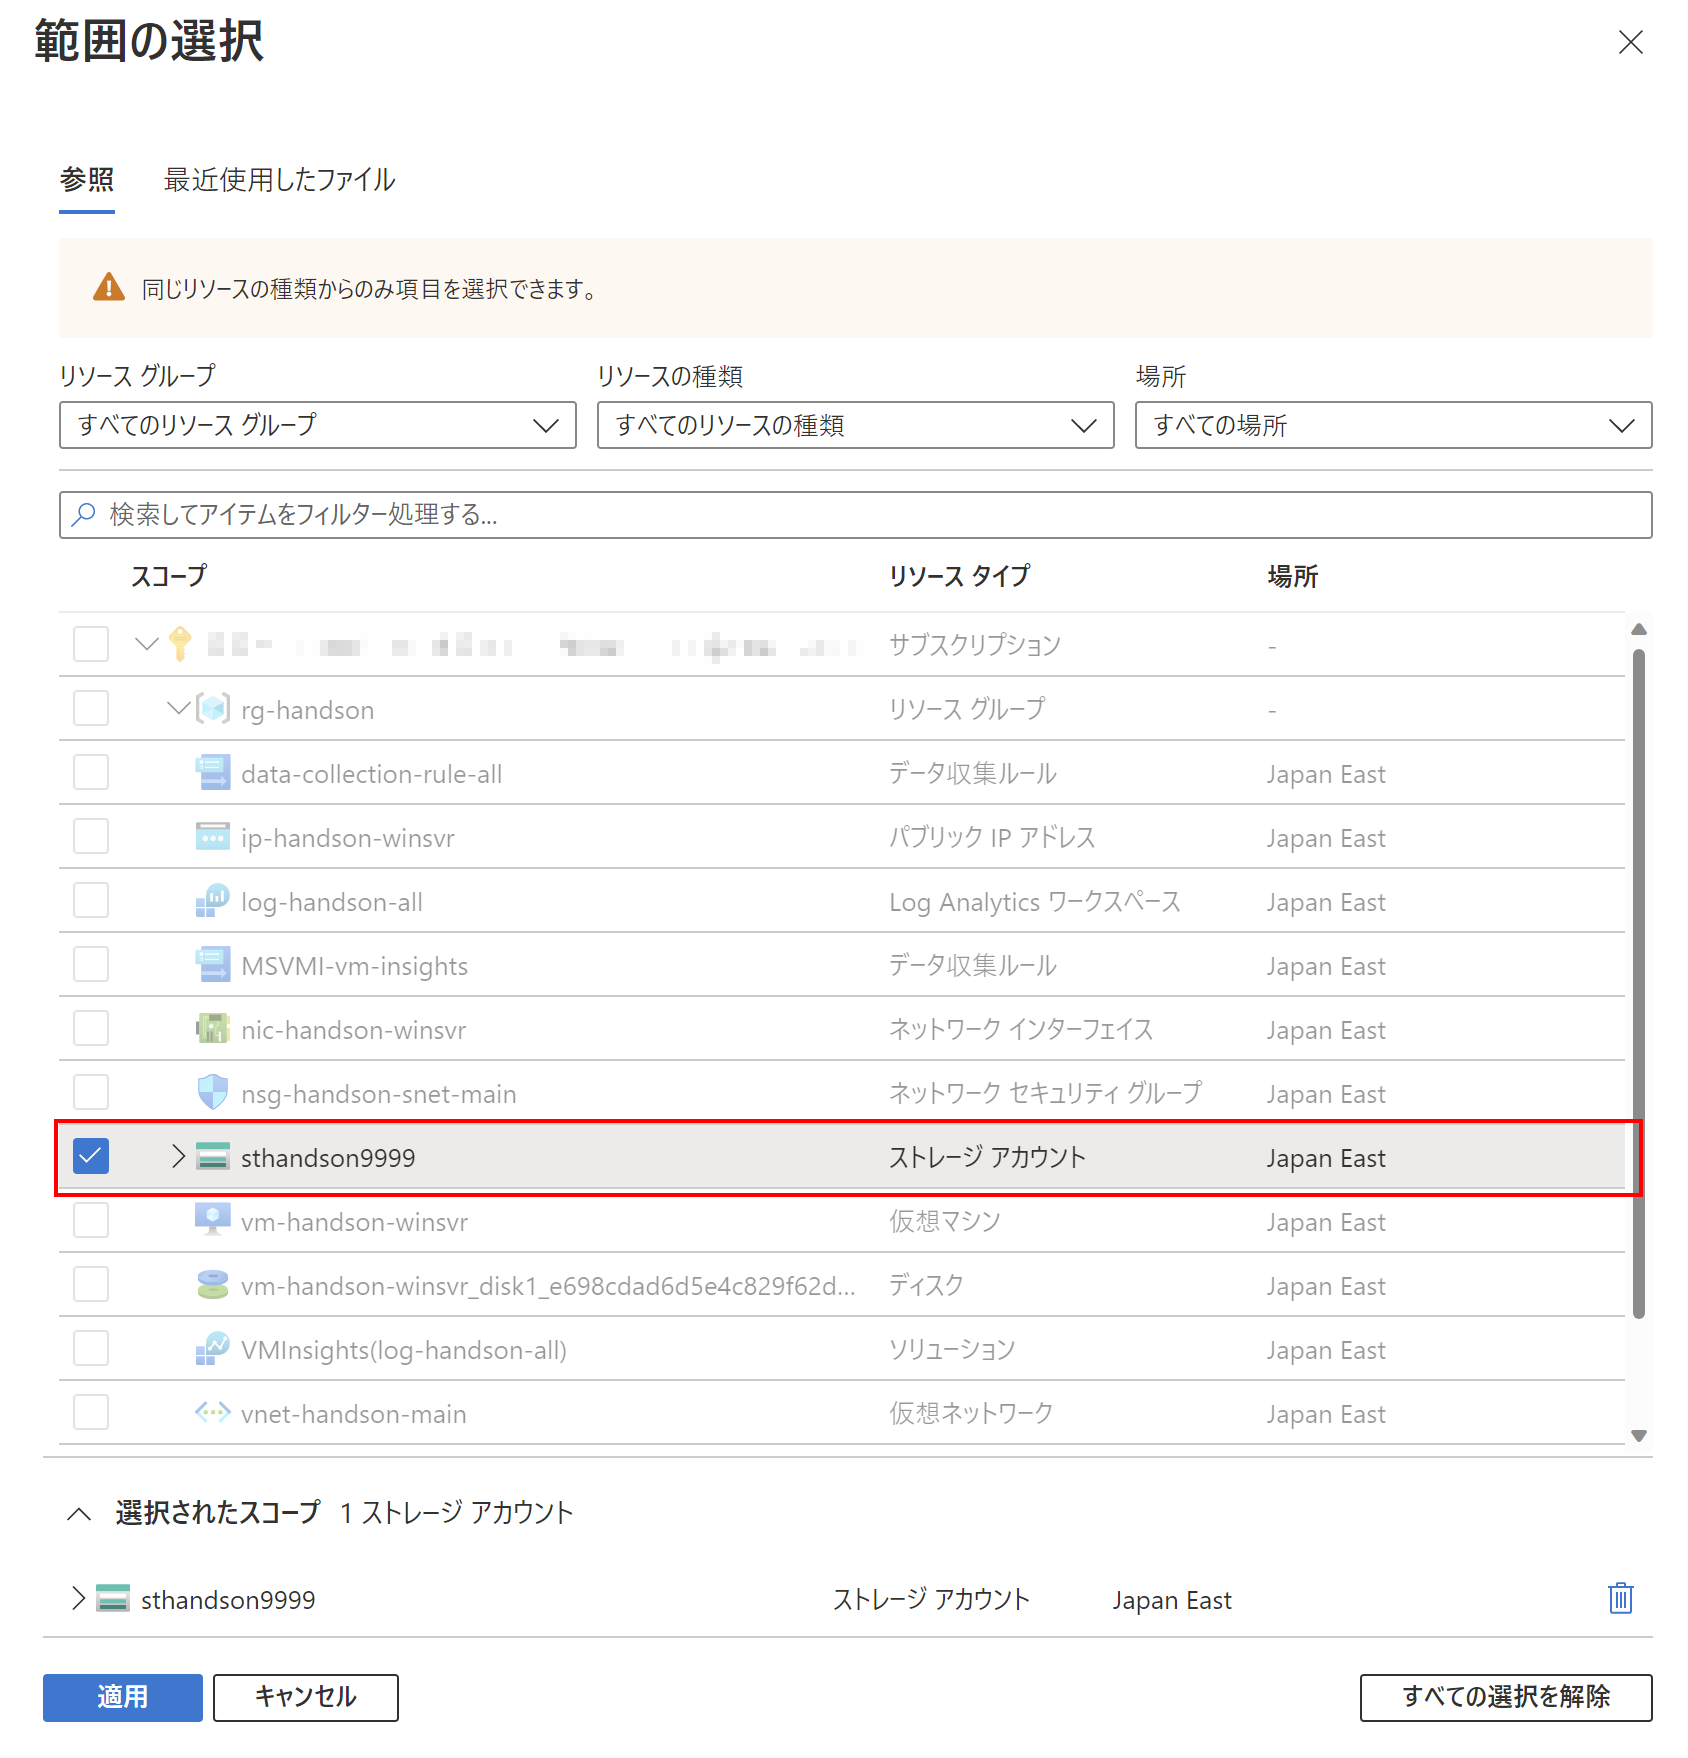 範囲の選択
参照 最近使用したファイル
同じリソースの種類からのみ項目を選択できます。
リソース グループ リソースの種類 場所
すべてのリソース グループ すべてのリソースの種類 すべての場所
検索してアイテムをフィルター処理する...
スコープ リソース タイプ 場所
サブスクリプション -
rg-handson リソース グループ -
data-collection-rule-all データ収集ルール Japan East
ip-handson-winsvr パブリック IP アドレス Japan East
log-handson-all Log Analytics ワークスペース Japan East
MSVMI-vm-insights データ収集ルール Japan East
nic-handson-winsvr ネットワーク インターフェイス Japan East
nsg-handson-snet-main ネットワーク セキュリティ グループ Japan East
sthandson9999 ストレージ アカウント Japan East
vm-handson-winsvr 仮想マシン Japan East
vm-handson-winsvr_disk1_e698cdad6d5e4c829f62d... ディスク Japan East
VMInsights(log-handson-all) ソリューション Japan East
vnet-handson-main 仮想ネットワーク Japan East
選択されたスコープ 1 ストレージ アカウント
sthandson9999 ストレージ アカウント Japan East
適用 キャンセル すべての選択を解除